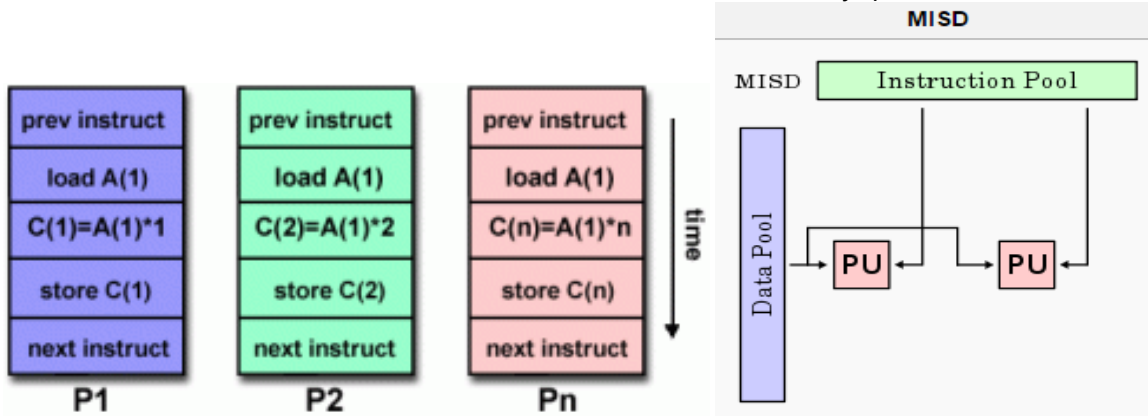 prev instruct
load A(1)
C(1)=A(1)*1
store C(1)
next instruct
P1
prev instruct
load A(1)
C(2)=A(1)*2
store C(2)
next instruct
P2
prev instruct
load A(1)
C(n)=A(1)*n
store C(n)
next instruct
Pn
time
MISD
MISD
Instruction Pool
Data Pool
PU
PU